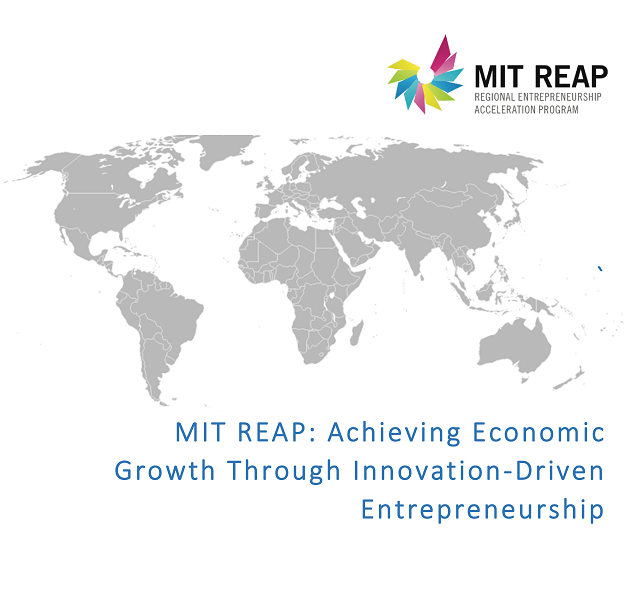 MIT REAP
REGIONAL ENTREPRENEURSHIP
ACCELERATION PROGRAM
`
MIT REAP: Achieving Economic
Growth Through Innovation-Driven
Entrepreneurship